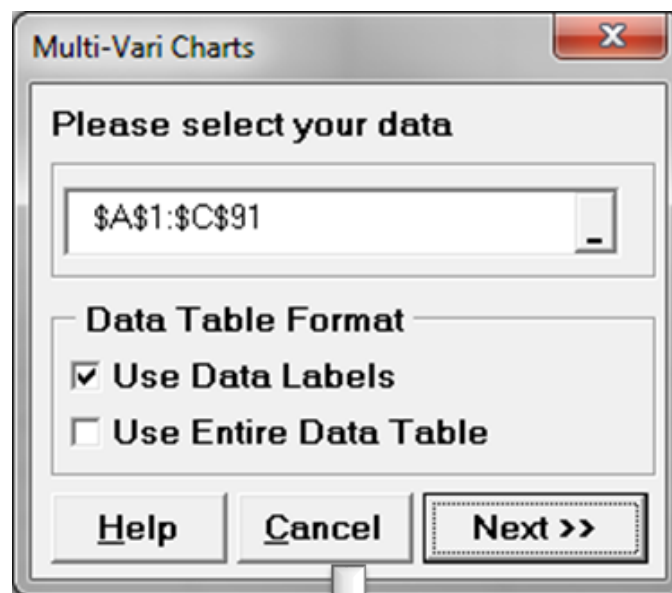 Multi-Vari Charts
Please select your data
$A$1:$C$91
Data Table Format
Use Data Labels
Use Entire Data Table
Help Cancel Next >>